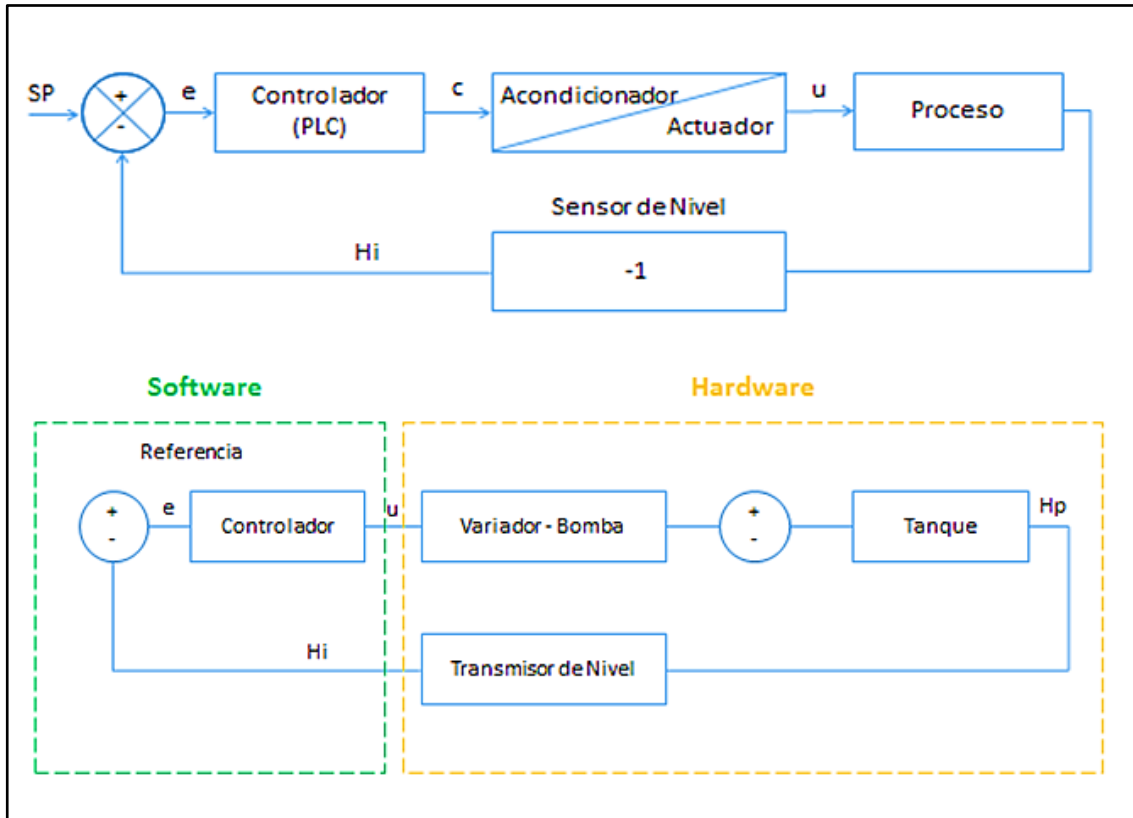 SP
+
-
e
Controlador
(PLC)
c
Acondicionador
Actuador
u
Proceso
Sensor de Nivel
Hi
-1
Software
Hardware
Referencia
+
-
e
Controlador
u
Variador - Bomba
+
-
Tanque
Hp
Hi
Transmisor de Nivel